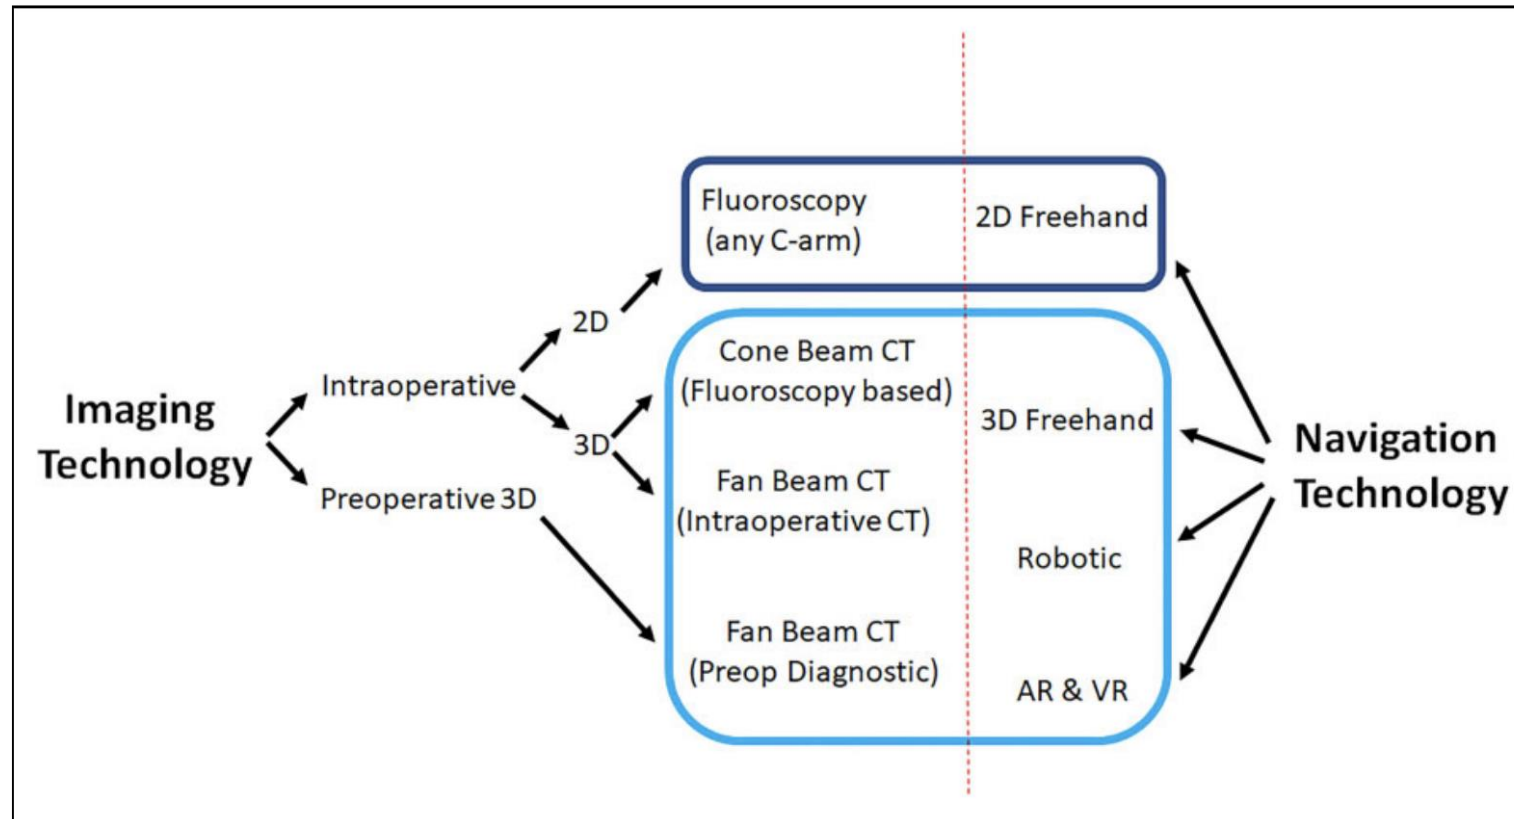 Imaging
Technology
Intraoperative
Preoperative 3D
2D
3D
Fluoroscopy
(any C-arm)
2D Freehand
Cone Beam CT
(Fluoroscopy based)
Fan Beam CT
(Intraoperative CT)
Fan Beam CT
(Preop Diagnostic)
3D Freehand
Robotic
AR & VR
Navigation
Technology